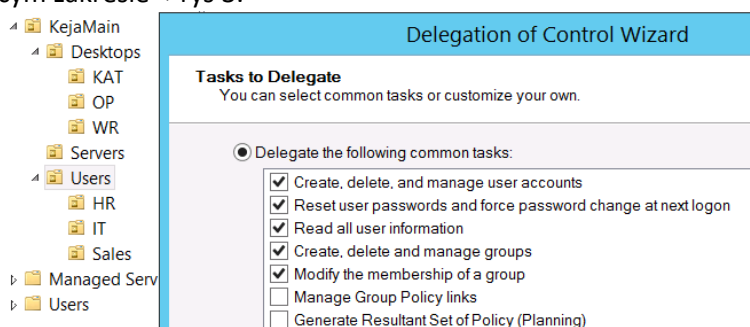 KejaMain
Desktops
KAT
OP
WR
Servers
Users
HR
IT
Sales
Managed Serv
Users
Delegation of Control Wizard
Tasks to Delegate
You can select common tasks or customize your own.
Delegate the following common tasks:
Create, delete, and manage user accounts
Reset user passwords and force password change at next logon
Read all user information
Create, delete and manage groups
Modify the membership of a group
Manage Group Policy links
Generate Resultant Set of Policy (Planning)